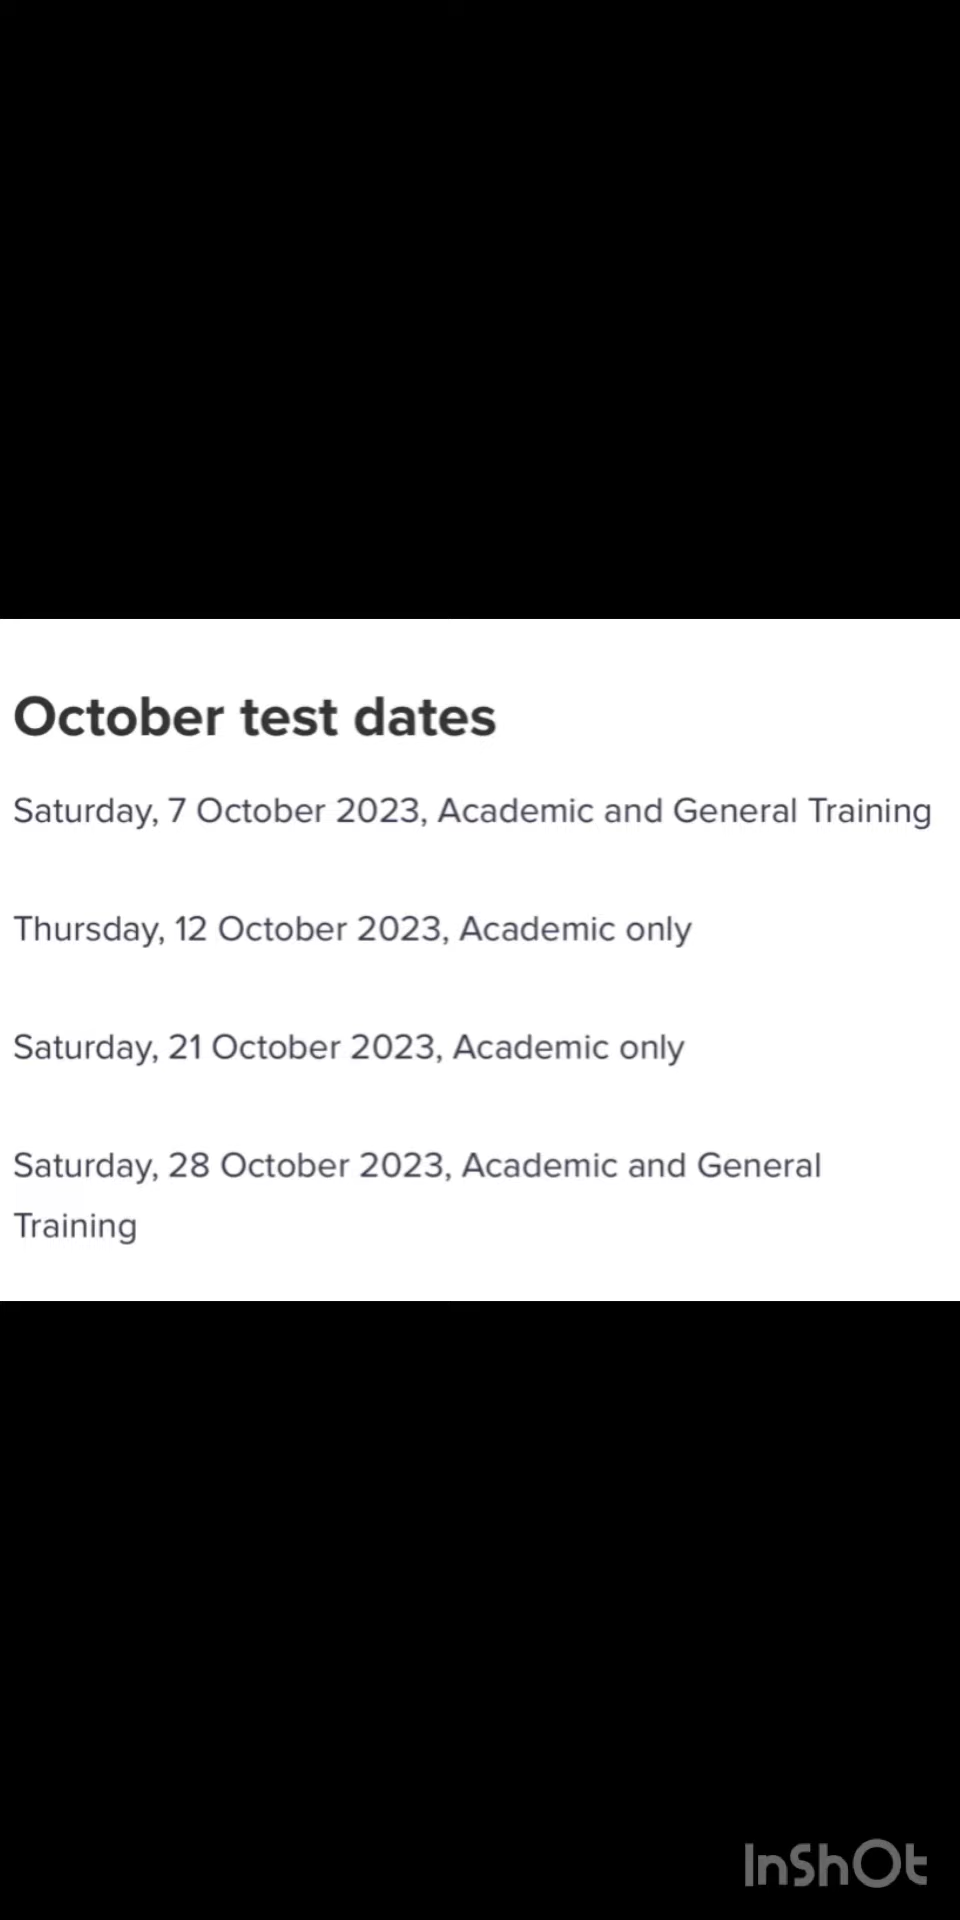 October test dates
Saturday, 7 October 2023, Academic and General Training
Thursday, 12 October 2023, Academic only
Saturday, 21 October 2023, Academic only
Saturday, 28 October 2023, Academic and General
Training
InShOt